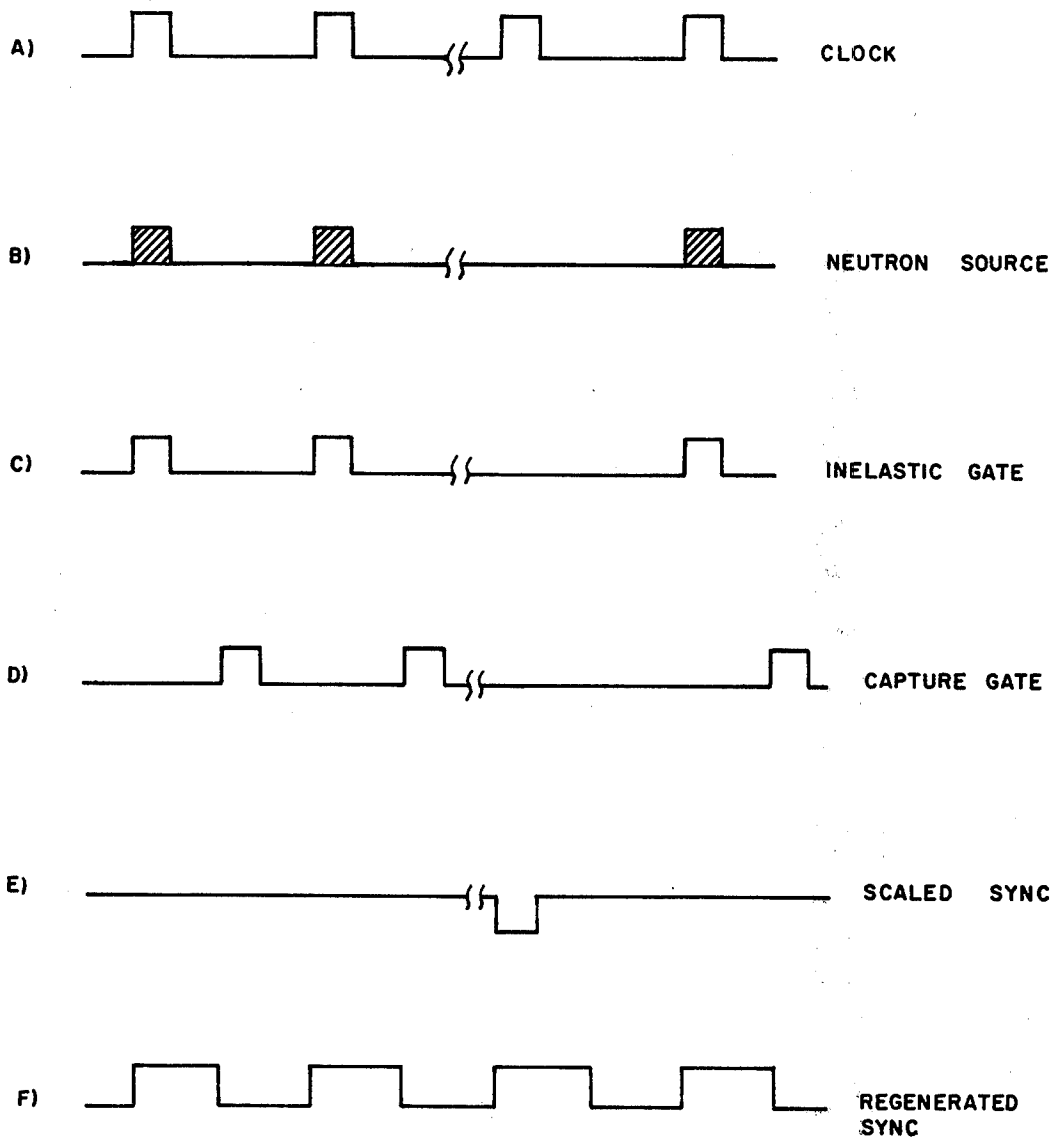 A) CLOCK
B) NEUTRON SOURCE
C) INELASTIC GATE
D) CAPTURE GATE
E) SCALED SYNC
F) REGENERATED
SYNC